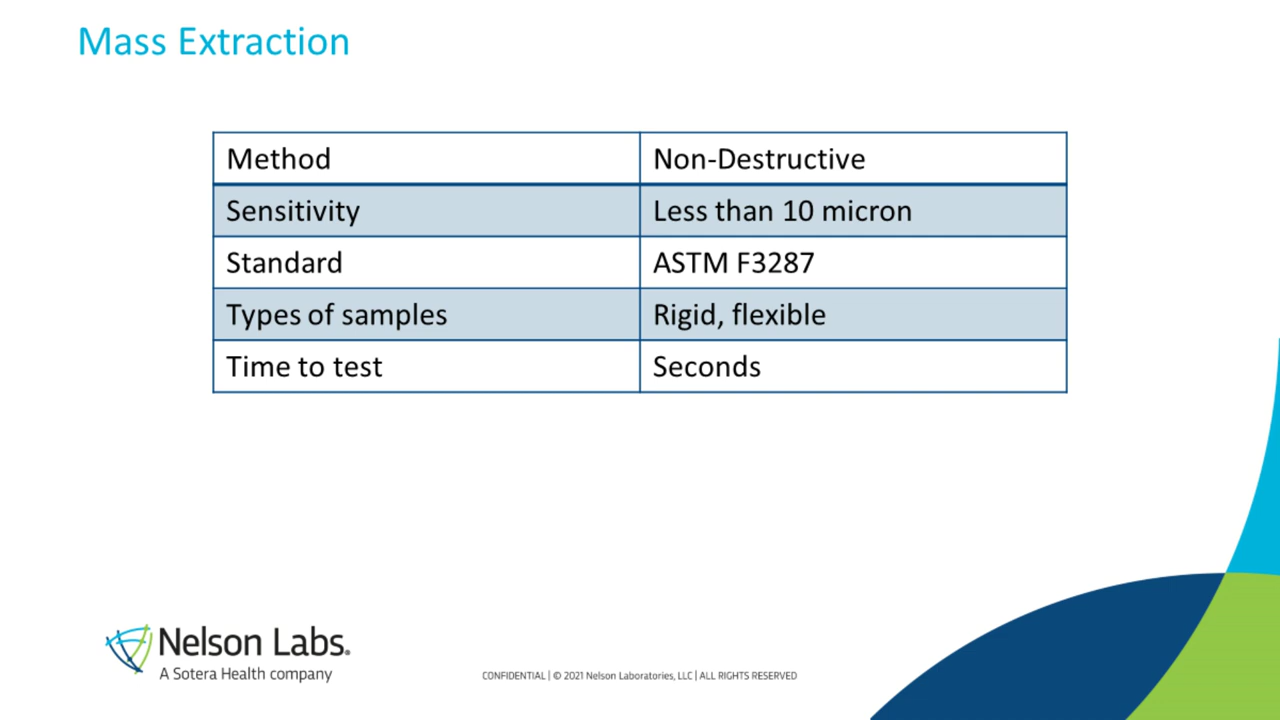 Mass Extraction
Method Non-Destructive
Sensitivity Less than 10 micron
Standard ASTM F3287
Types of samples Rigid, flexible
Time to test Seconds
Nelson Labs®
A Sotera Health company
CONFIDENTIAL | © 2021 Nelson Laboratories, LLC | ALL RIGHTS RESERVED